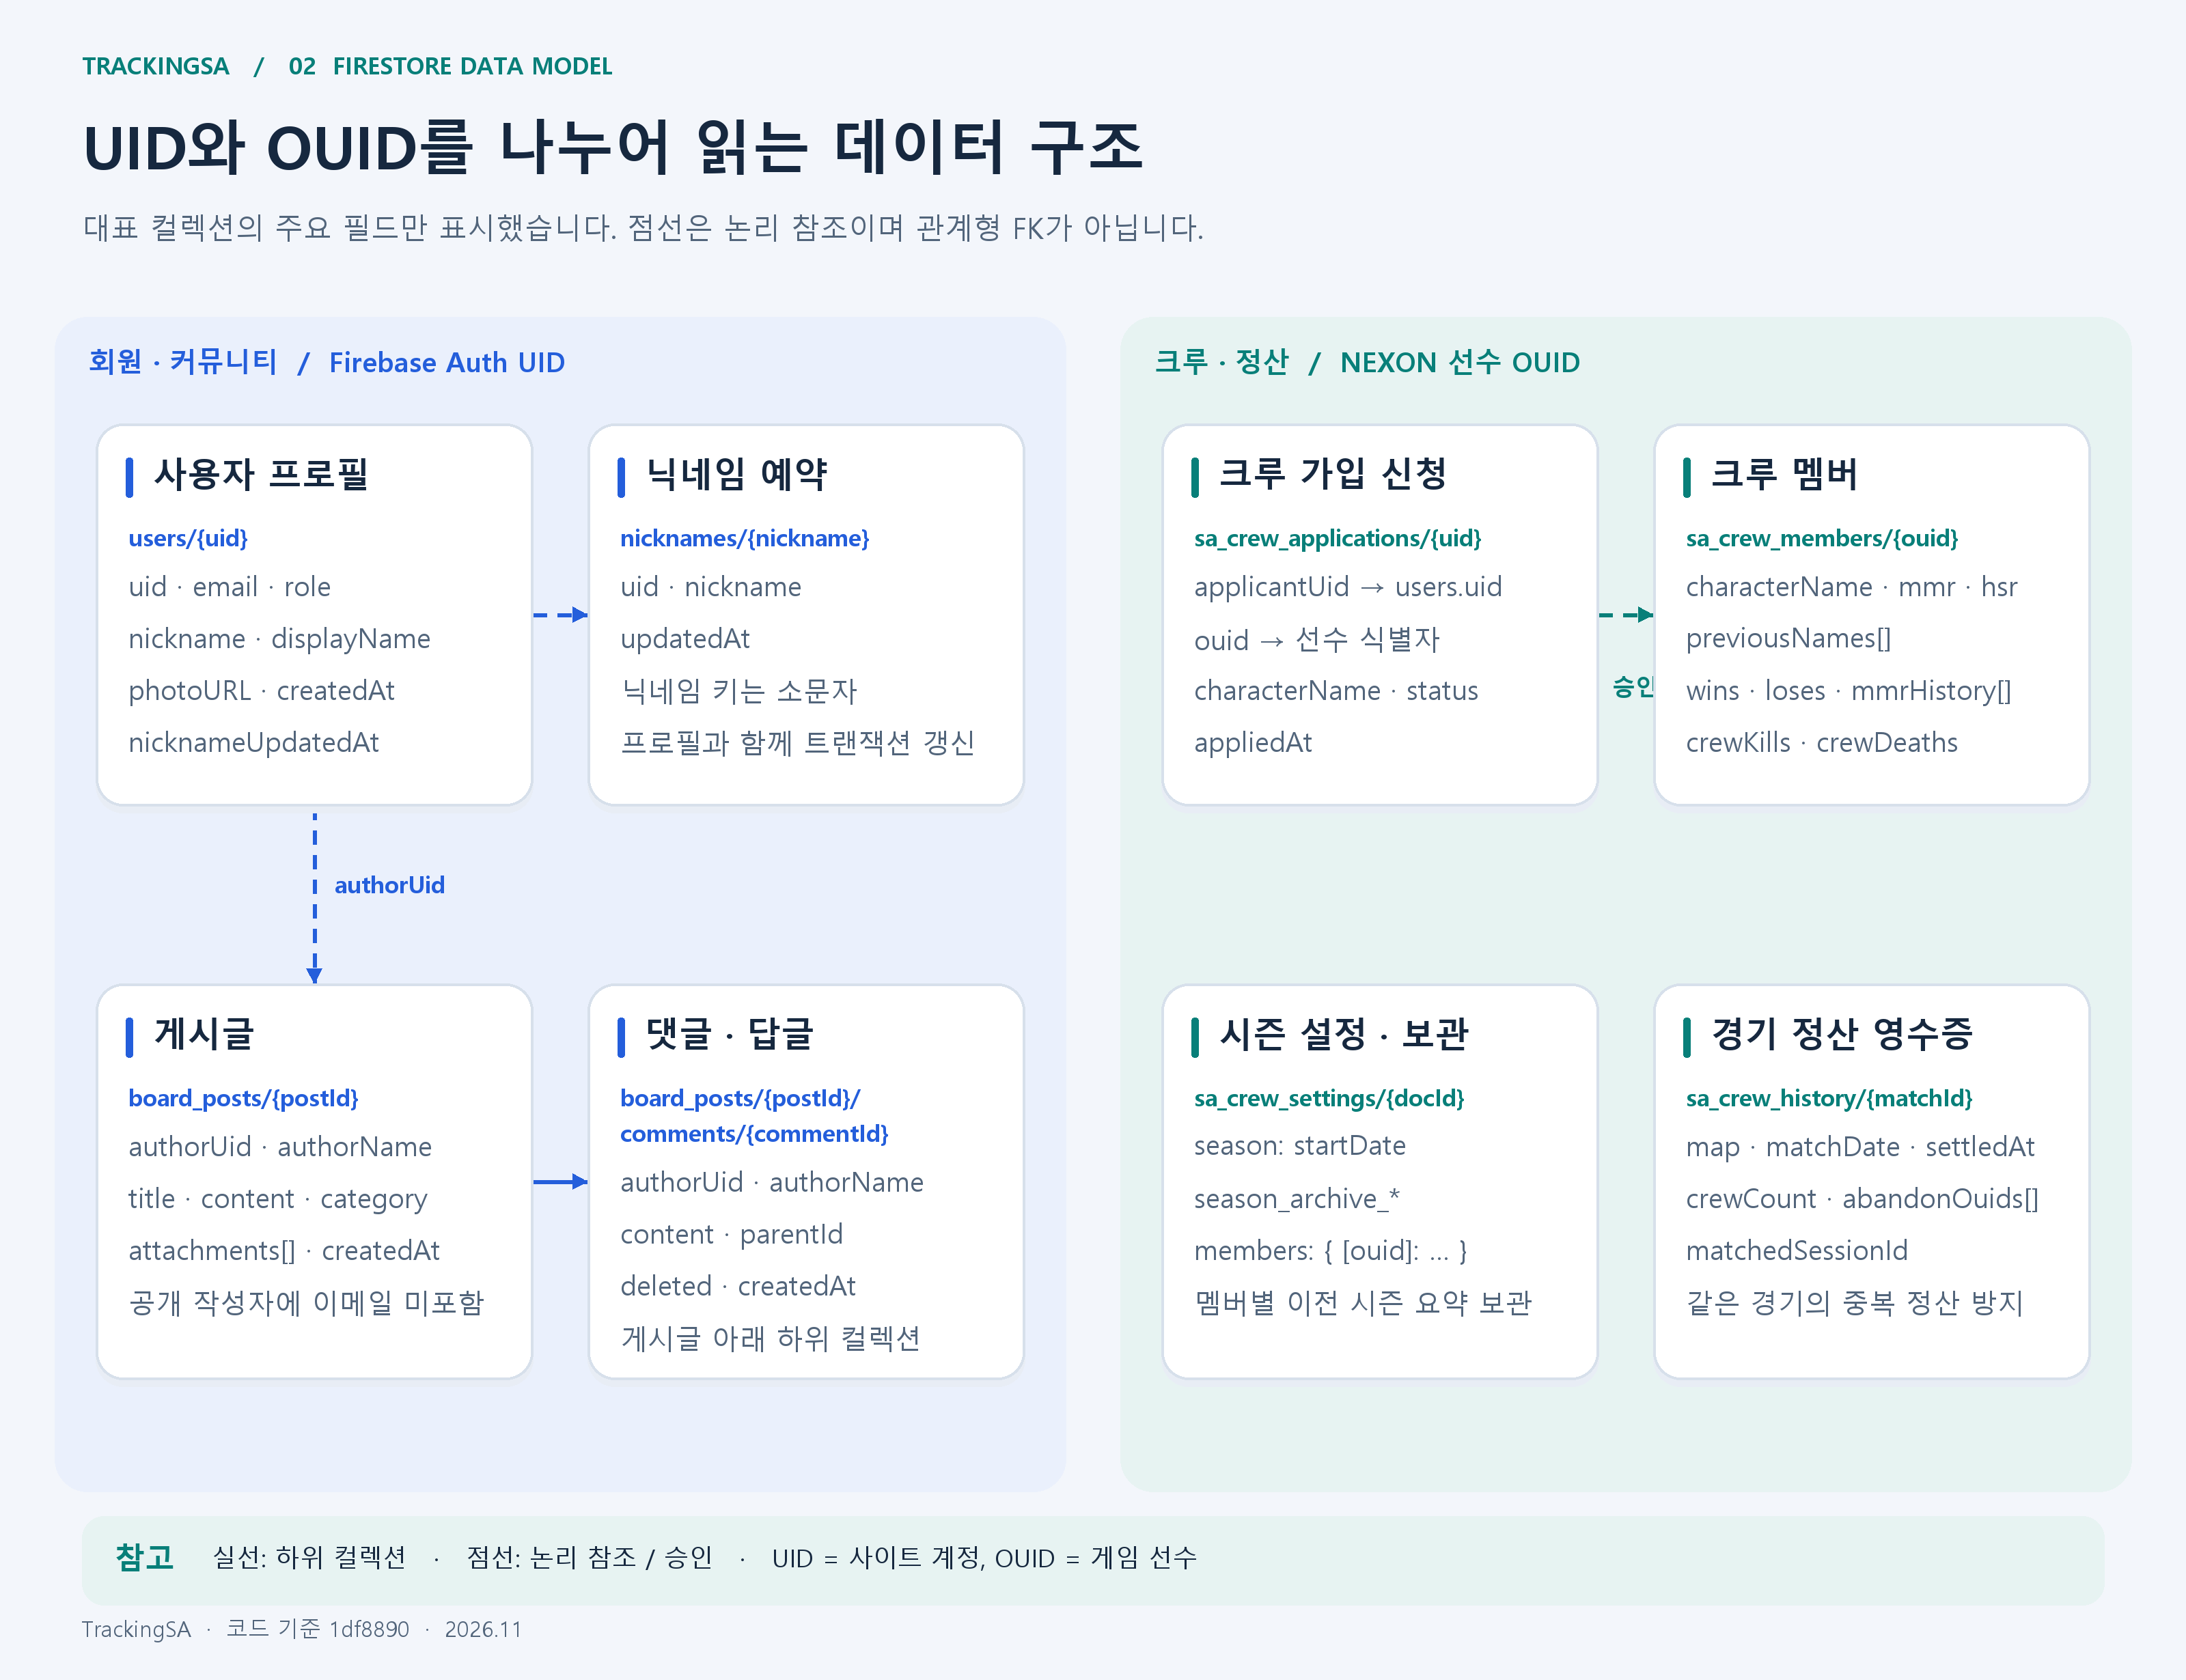 TRACKINGSA / 02 FIRESTORE DATA MODEL
UID와 OUID를 나누어 읽는 데이터 구조
대표 컬렉션의 주요 필드만 표시했습니다. 점선은 논리 참조이며 관계형 FK가 아닙니다.
회원 · 커뮤니티 / Firebase Auth UID
사용자 프로필
users/{uid}
uid · email · role
nickname · displayName
photoURL · createdAt
nicknameUpdatedAt
닉네임 예약
nicknames/{nickname}
uid · nickname
updatedAt
닉네임 키는 소문자
프로필과 함께 트랜잭션 갱신
authorUid
게시글
board_posts/{postId}
authorUid · authorName
title · content · category
attachments[] · createdAt
공개 작성자에 이메일 미포함
댓글 · 답글
board_posts/{postId}/
comments/{commentId}
authorUid · authorName
content · parentId
deleted · createdAt
게시글 아래 하위 컬렉션
크루 · 정산 / NEXON 선수 OUID
크루 가입 신청
sa_crew_applications/{uid}
applicantUid → users.uid
ouid → 선수 식별자
characterName · status
appliedAt
승인
크루 멤버
sa_crew_members/{ouid}
characterName · mmr · hsr
previousNames[]
wins · loses · mmrHistory[]
crewKills · crewDeaths
시즌 설정 · 보관
sa_crew_settings/{docId}
season: startDate
season_archive_*
members: { [ouid]: ... }
멤버별 이전 시즌 요약 보관
경기 정산 영수증
sa_crew_history/{matchId}
map · matchDate · settledAt
crewCount · abandonOuids[]
matchedSessionId
같은 경기의 중복 정산 방지
참고 실선: 하위 컬렉션 · 점선: 논리 참조 / 승인 · UID = 사이트 계정, OUID = 게임 선수
TrackingSA · 코드 기준 1df8890 · 2026.11